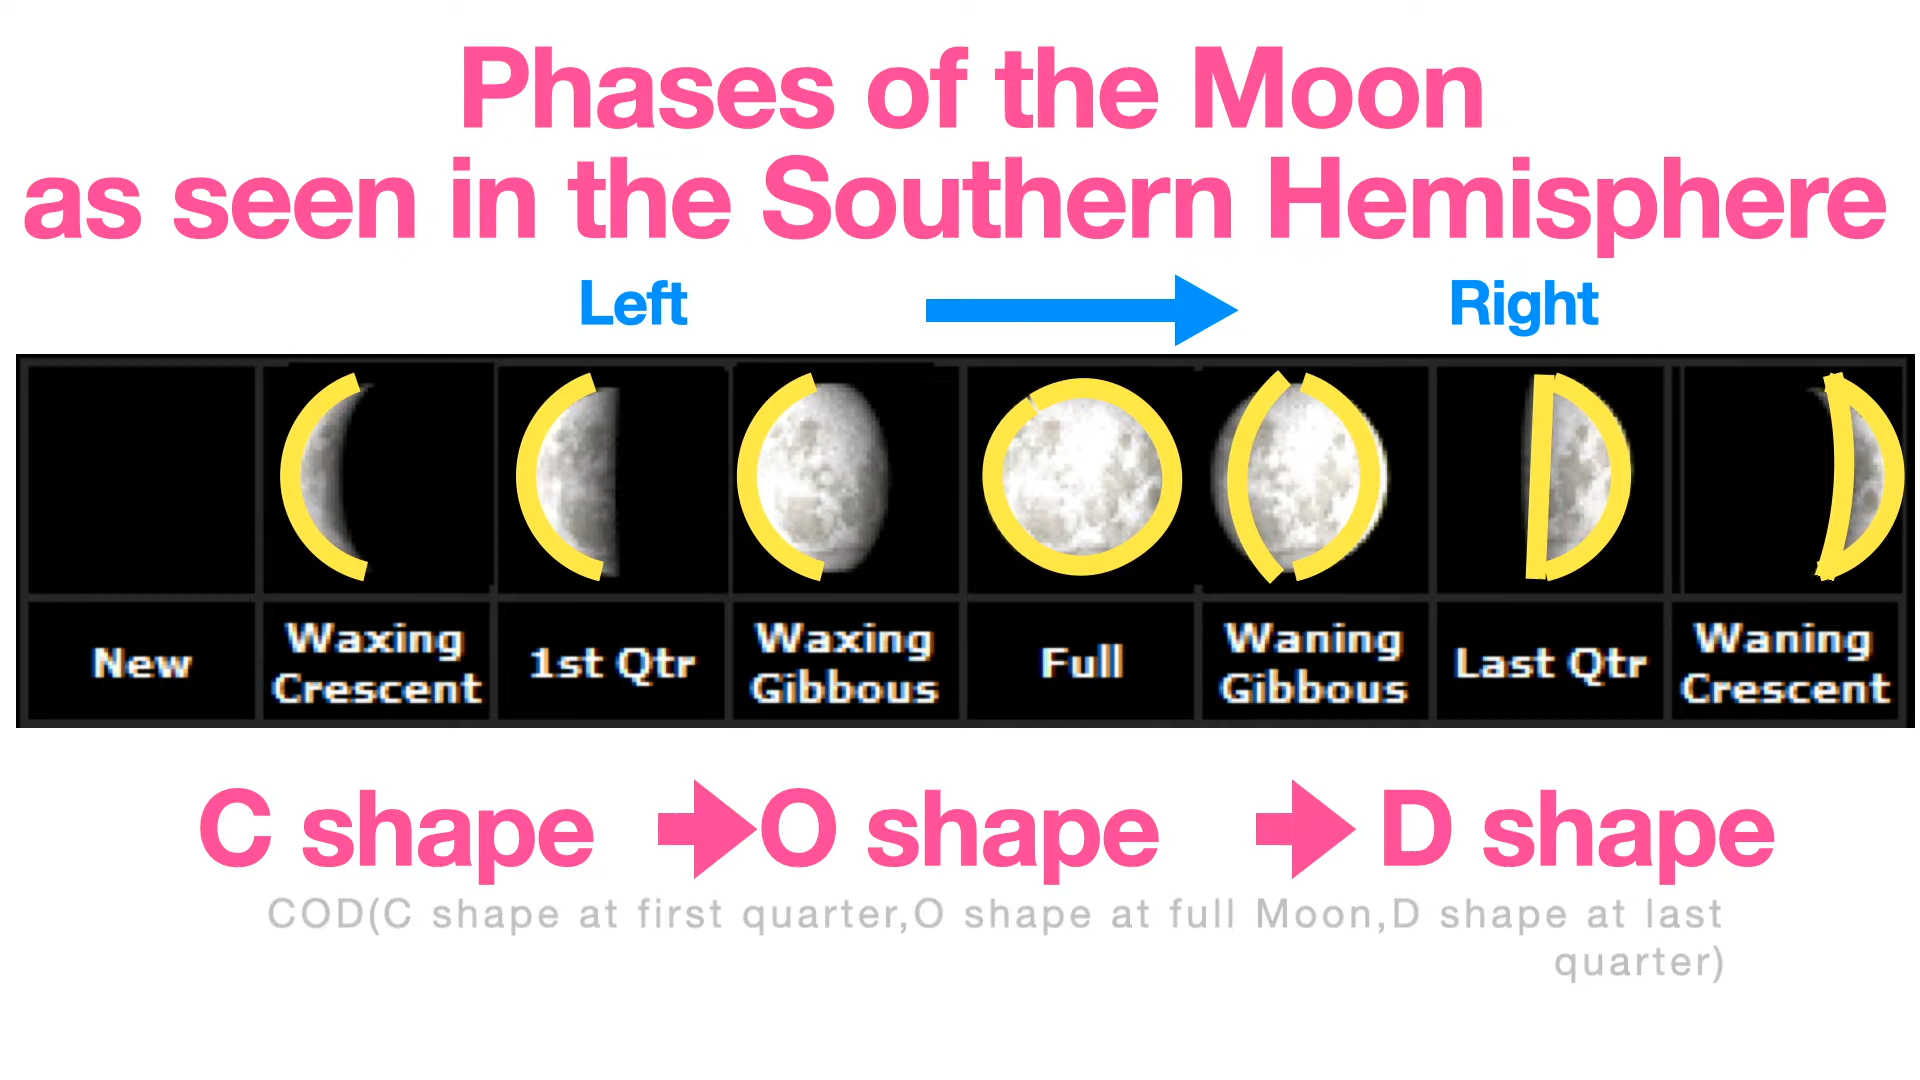 Phases of the Moon
as seen in the Southern Hemisphere
Left
Right
New
Waxing
Crescent
1st Qtr
Waxing
Gibbous
Full
Waning
Gibbous
Last Qtr
Waning
Crescent
C shape
O shape
D shape
COD(C shape at first quarter,O shape at full Moon,D shape at last
quarter)